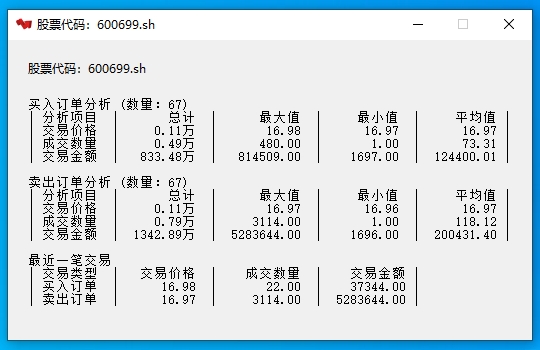 股票代码：600699.sh
股票代码：600699.sh
买入订单分析 (数量：67)
| 分析项目 | 总计 | 最大值 | 最小值 | 平均值 |
| 交易价格 | 0.11万 | 16.98 | 16.97 | 16.97 |
| 成交数量 | 0.49万 | 480.00 | 1.00 | 73.31 |
| 交易金额 | 833.48万 | 814509.00 | 1697.00 | 124400.01 |
卖出订单分析 (数量：67)
| 分析项目 | 总计 | 最大值 | 最小值 | 平均值 |
| 交易价格 | 0.11万 | 16.97 | 16.96 | 16.97 |
| 成交数量 | 0.79万 | 3114.00 | 1.00 | 118.12 |
| 交易金额 | 1342.89万 | 5283644.00 | 1696.00 | 200431.40 |
最近一笔交易
| 交易类型 | 交易价格 | 成交数量 | 交易金额 |
| 买入订单 | 16.98 | 22.00 | 37344.00 |
| 卖出订单 | 16.97 | 3114.00 | 5283644.00 |